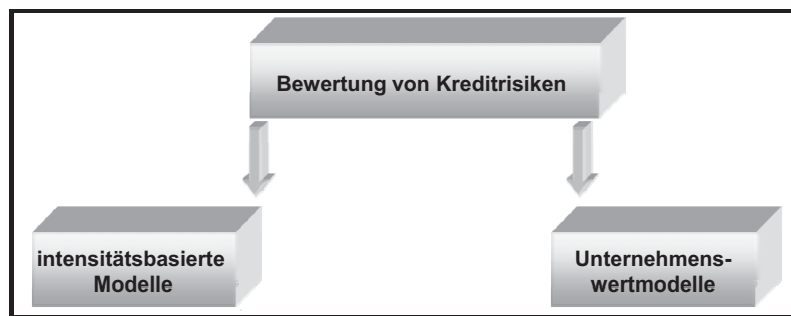 Bewertung von Kreditrisiken
intensitätsbasierte
Modelle
Unternehmens-
wertmodelle